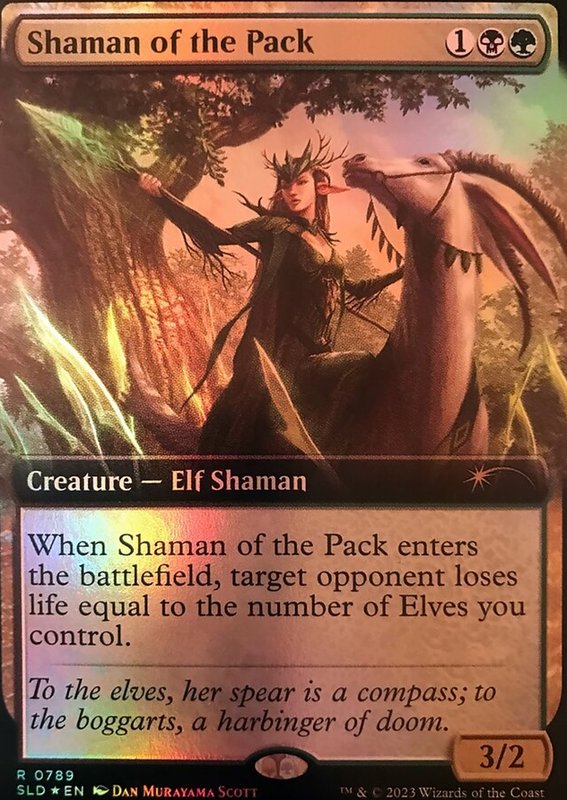 Shaman of the Pack 1
Creature — Elf Shaman
When Shaman of the Pack enters
the battlefield, target opponent loses
life equal to the number of Elves you
control.
To the elves, her spear is a compass; to
the boggarts, a harbinger of doom.
3/2
R 0789
SLD ★ EN Dan Murayama Scott
™ & © 2023 Wizards of the Coast